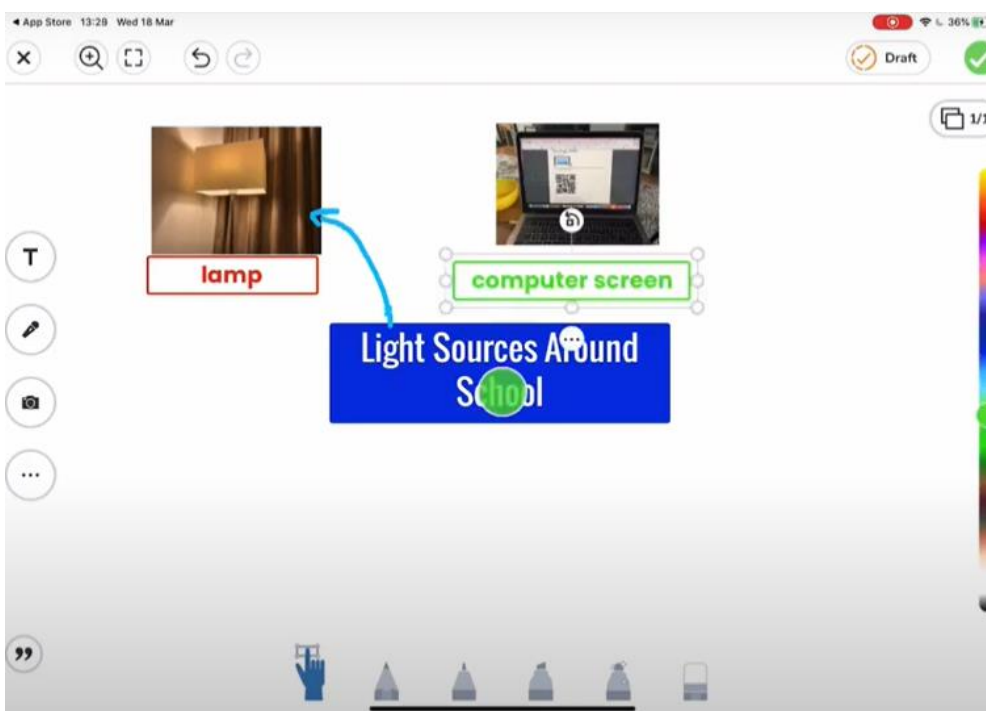 App Store 13:29 Wed 18 Mar
36%
Draft
1/1
T
lamp
computer screen
Light Sources Around
School